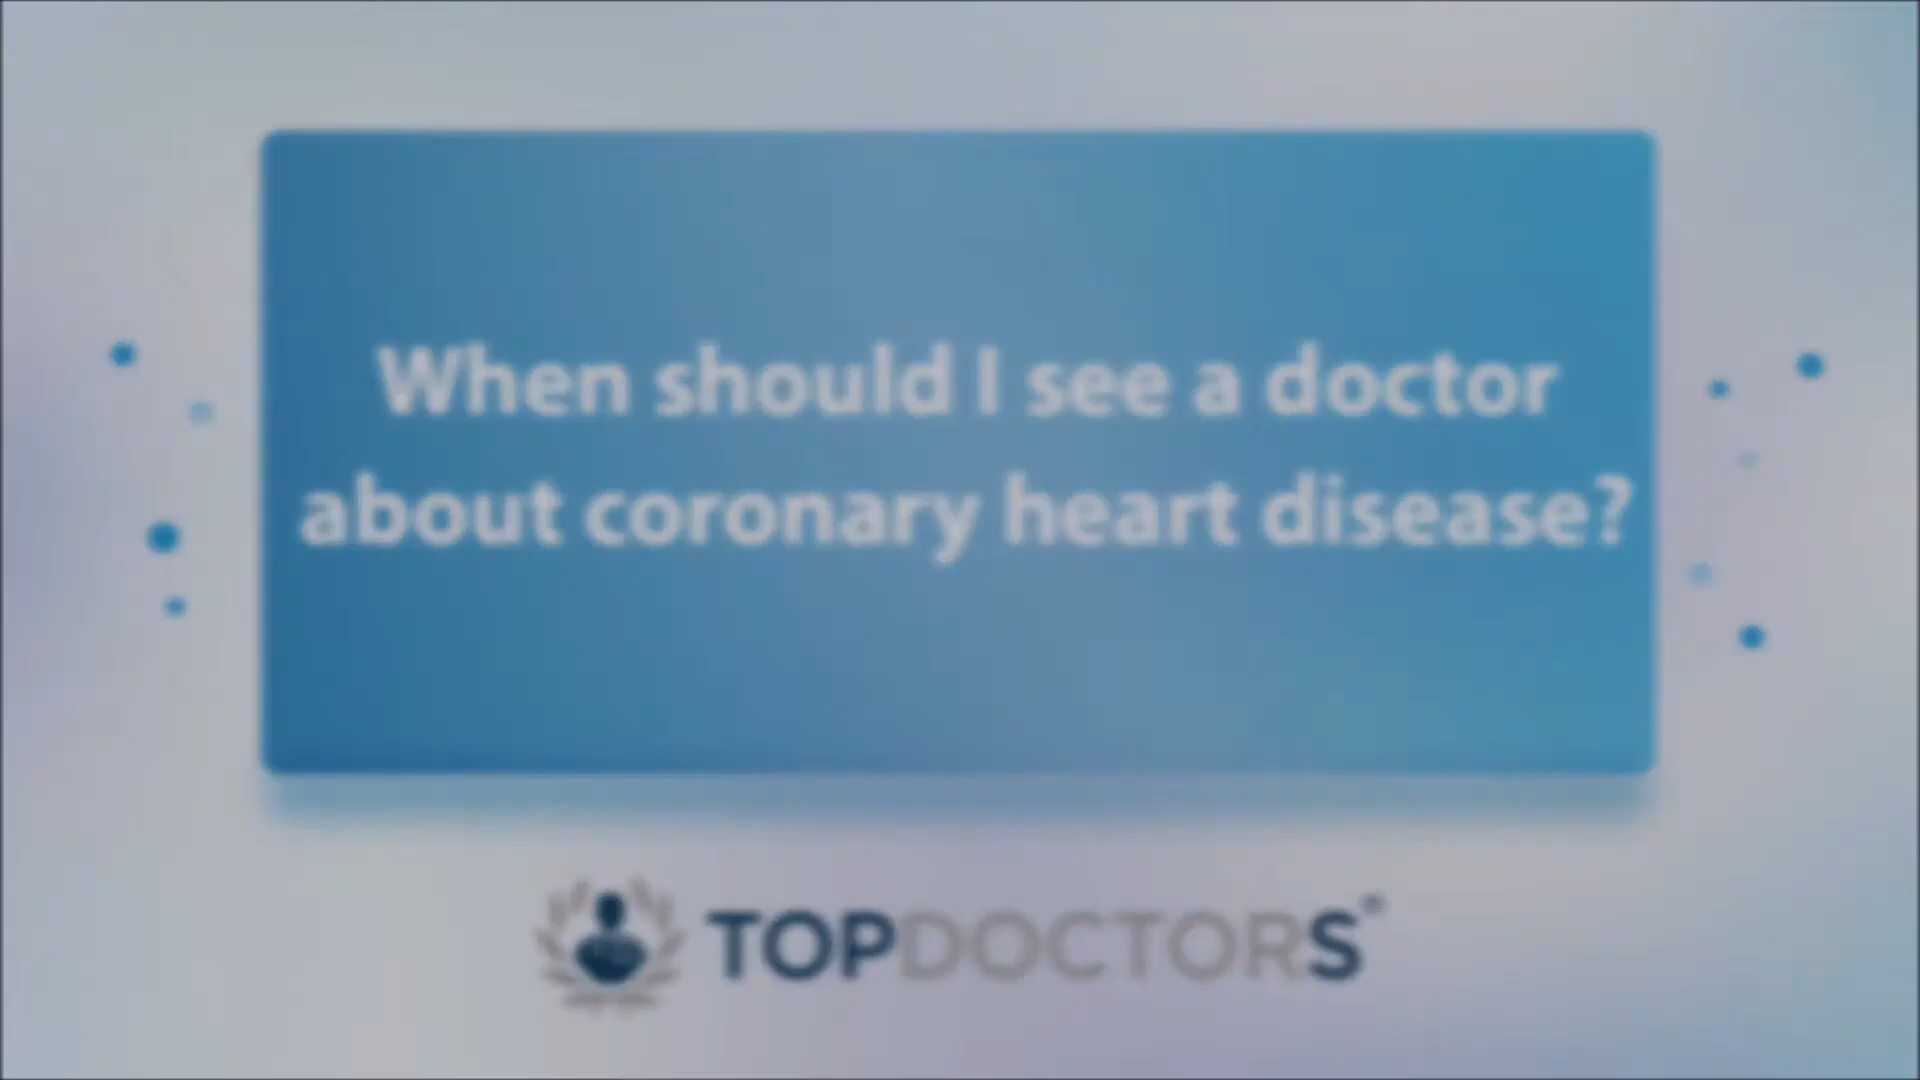 When should I see a doctor
about coronary heart disease?
TOPDOCTORS